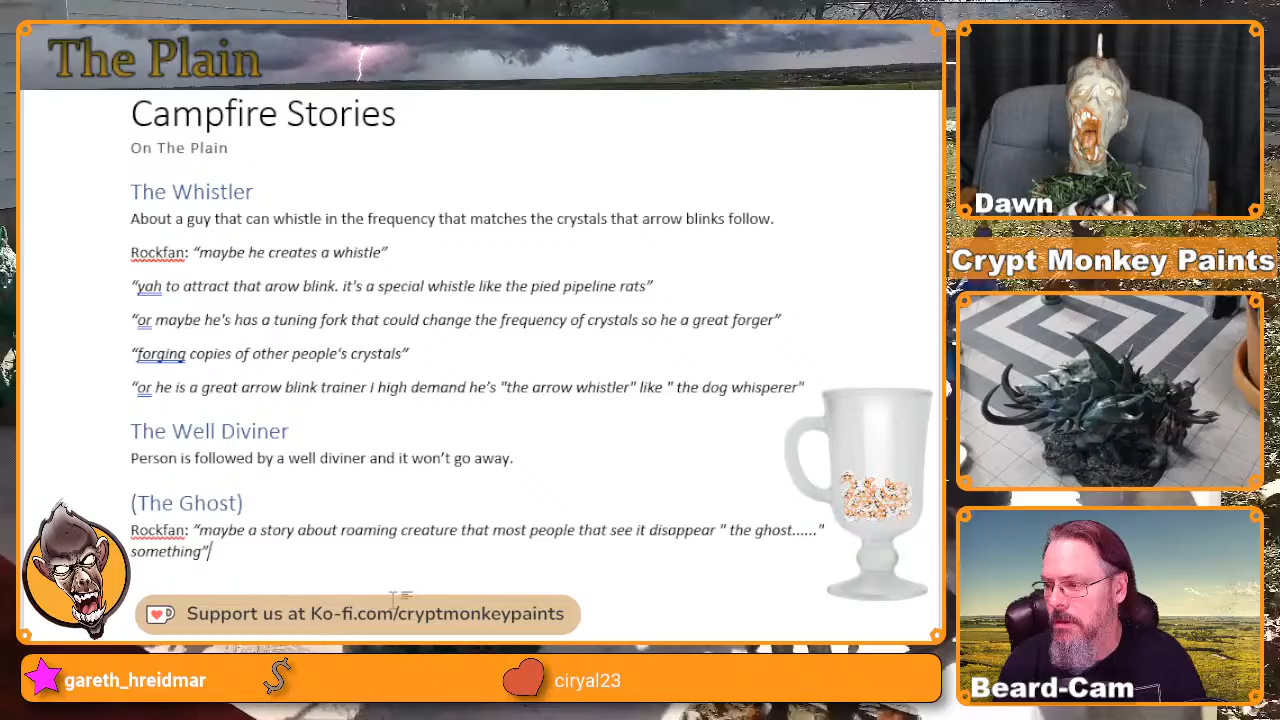 The Plain
Campfire Stories
On The Plain
The Whistler
About a guy that can whistle in the frequency that matches the crystals that arrow blinks follow.
Rockfan: “maybe he creates a whistle”
“yah to attract that arow blink. it's a special whistle like the pied pipeline rats”
“or maybe he's has a tuning fork that could change the frequency of crystals so he a great forger”
“forging copies of other people's crystals”
“or he is a great arrow blink trainer i high demand he’s "the arrow whistler" like " the dog whisperer"
The Well Diviner
Person is followed by a well diviner and it won’t go away.
(The Ghost)
Rockfan: “maybe a story about roaming creature that most people that see it disappear " the ghost......"
something”
Support us at Ko-fi.com/cryptmonkeypaints
gareth_hreidmar
$
ciryal23
Dawn
Crypt Monkey Paints
Beard-Cam